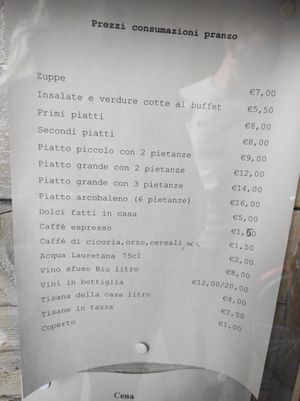 Prezzi consumazioni pranzo
Zuppe €7,00
Insalate e verdure cotte al buffet €5,50
Primi piatti €8,00
Secondi piatti €8,00
Piatto piccolo con 2 pietanze €9,00
Piatto grande con 2 pietanze €12,00
Piatto grande con 3 pietanze €14,00
Piatto arcobaleno (6 pietanze) €16,00
Dolci fatti in casa €5,00
Caffè espresso €1,50
Caffè di cicoria,orzo,cereali, €1,50
Acqua Lauretana 75cl €2,00
Vino sfuso Bio litro €8,00
Vini in bottiglia €12,00/20,00
Tisana della casa litro €4,00
Tisane in tazza €2,50
Coperto €1,00
Cena